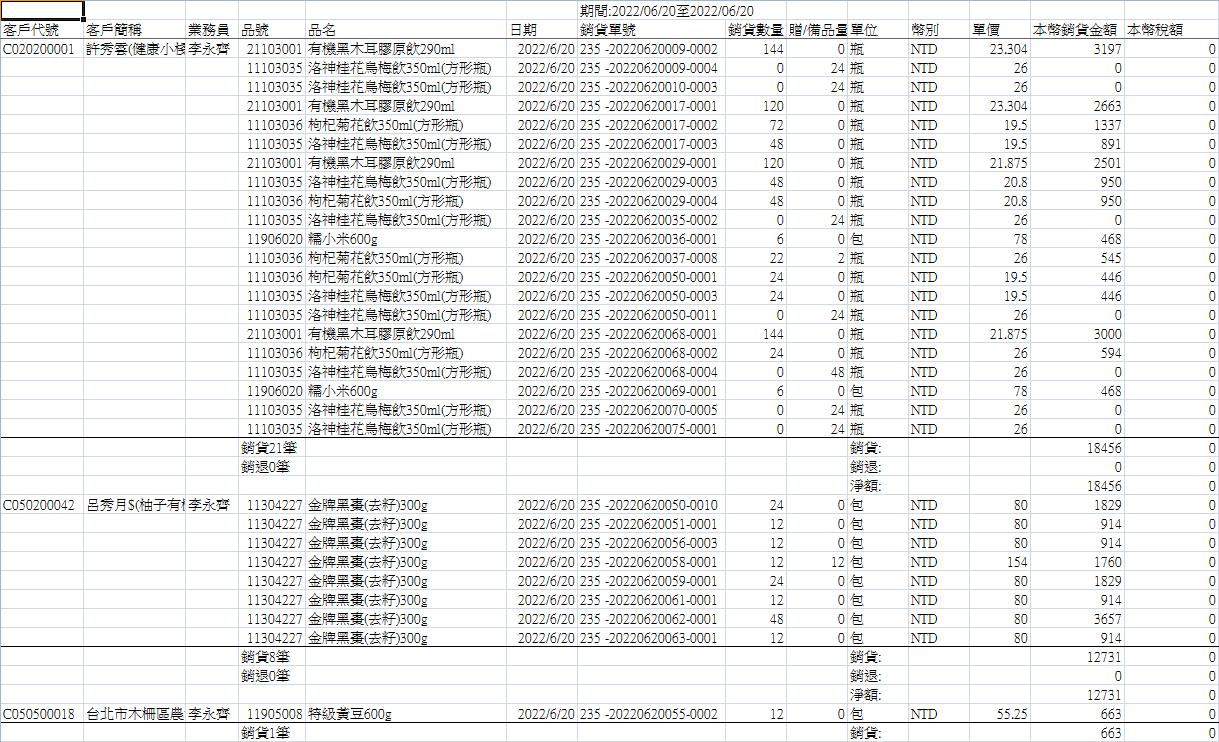 期間:2022/06/20至2022/06/20
客戶代號 客戶簡稱 業務員 品號 品名 日期 銷貨單號 銷貨數量 贈/備品量 單位 幣別 單價 本幣銷貨金額 本幣稅額
C020200001 許秀雲(健康小棧 李永齊 21103001 有機黑木耳膠原飲290ml 2022/6/20 235 -20220620009-0002 144 0 瓶 NTD 23.304 3197 0
11103035 洛神桂花烏梅飲350ml(方形瓶) 2022/6/20 235 -20220620009-0004 0 24 瓶 NTD 26 0 0
11103035 洛神桂花烏梅飲350ml(方形瓶) 2022/6/20 235 -20220620010-0003 0 24 瓶 NTD 26 0 0
21103001 有機黑木耳膠原飲290ml 2022/6/20 235 -20220620017-0001 120 0 瓶 NTD 23.304 2663 0
11103036 枸杞菊花飲350ml(方形瓶) 2022/6/20 235 -20220620017-0002 72 0 瓶 NTD 19.5 1337 0
11103035 洛神桂花烏梅飲350ml(方形瓶) 2022/6/20 235 -20220620017-0003 48 0 瓶 NTD 19.5 891 0
21103001 有機黑木耳膠原飲290ml 2022/6/20 235 -20220620029-0001 120 0 瓶 NTD 21.875 2501 0
11103035 洛神桂花烏梅飲350ml(方形瓶) 2022/6/20 235 -20220620029-0003 48 0 瓶 NTD 20.8 950 0
11103036 枸杞菊花飲350ml(方形瓶) 2022/6/20 235 -20220620029-0004 48 0 瓶 NTD 20.8 950 0
11103035 洛神桂花烏梅飲350ml(方形瓶) 2022/6/20 235 -20220620035-0002 0 24 瓶 NTD 26 0 0
11906020 糯小米600g 2022/6/20 235 -20220620036-0001 6 0 包 NTD 78 468 0
11103036 枸杞菊花飲350ml(方形瓶) 2022/6/20 235 -20220620037-0008 22 2 瓶 NTD 26 545 0
11103036 枸杞菊花飲350ml(方形瓶) 2022/6/20 235 -20220620050-0001 24 0 瓶 NTD 19.5 446 0
11103035 洛神桂花烏梅飲350ml(方形瓶) 2022/6/20 235 -20220620050-0003 24 0 瓶 NTD 19.5 446 0
11103035 洛神桂花烏梅飲350ml(方形瓶) 2022/6/20 235 -20220620050-0011 0 24 瓶 NTD 26 0 0
21103001 有機黑木耳膠原飲290ml 2022/6/20 235 -20220620068-0001 144 0 瓶 NTD 21.875 3000 0
11103036 枸杞菊花飲350ml(方形瓶) 2022/6/20 235 -20220620068-0002 24 0 瓶 NTD 26 594 0
11103035 洛神桂花烏梅飲350ml(方形瓶) 2022/6/20 235 -20220620068-0004 0 48 瓶 NTD 26 0 0
11906020 糯小米600g 2022/6/20 235 -20220620069-0001 6 0 包 NTD 78 468 0
11103035 洛神桂花烏梅飲350ml(方形瓶) 2022/6/20 235 -20220620070-0005 0 24 瓶 NTD 26 0 0
11103035 洛神桂花烏梅飲350ml(方形瓶) 2022/6/20 235 -20220620075-0001 0 24 瓶 NTD 26 0 0
銷貨21筆 銷貨: 18456 0
銷退0筆 銷退: 0 0
淨額: 18456 0
C050200042 呂秀月$(柚子有機 李永齊 11304227 金牌黑棗(去籽)300g 2022/6/20 235 -20220620050-0010 24 0 包 NTD 80 1829 0
11304227 金牌黑棗(去籽)300g 2022/6/20 235 -20220620051-0001 12 0 包 NTD 80 914 0
11304227 金牌黑棗(去籽)300g 2022/6/20 235 -20220620056-0003 12 0 包 NTD 80 914 0
11304227 金牌黑棗(去籽)300g 2022/6/20 235 -20220620058-0001 12 12 包 NTD 154 1760 0
11304227 金牌黑棗(去籽)300g 2022/6/20 235 -20220620059-0001 24 0 包 NTD 80 1829 0
11304227 金牌黑棗(去籽)300g 2022/6/20 235 -20220620061-0001 12 0 包 NTD 80 914 0
11304227 金牌黑棗(去籽)300g 2022/6/20 235 -20220620062-0001 48 0 包 NTD 80 3657 0
11304227 金牌黑棗(去籽)300g 2022/6/20 235 -20220620063-0001 12 0 包 NTD 80 914 0
銷貨8筆 銷貨: 12731 0
銷退0筆 銷退: 0 0
淨額: 12731 0
C050500018 台北市木柵區農 李永齊 11905008 特級黃豆600g 2022/6/20 235 -20220620055-0002 12 0 包 NTD 55.25 663 0
銷貨1筆 銷貨: 663 0